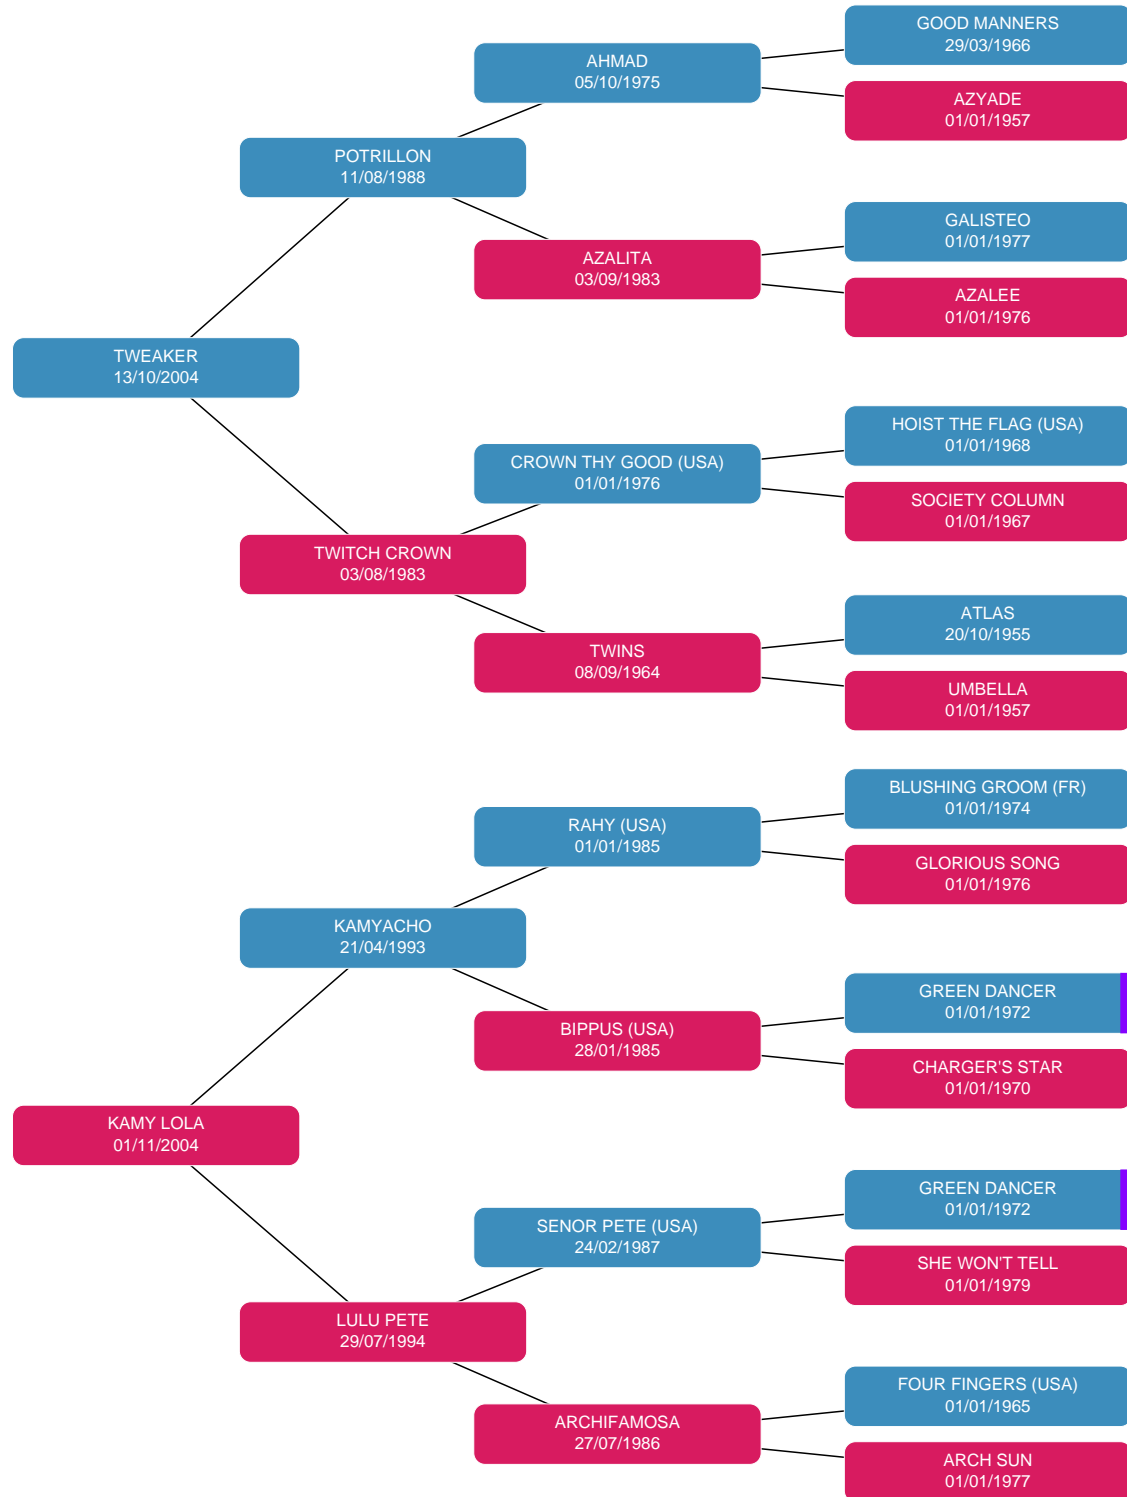 GOOD MANNERS
29/03/1966
AHMAD
05/10/1975
AZYADE
01/01/1957
POTRILLON
11/08/1988
GALISTEO
01/01/1977
AZALITA
03/09/1983
AZALEE
01/01/1976
TWEAKER
13/10/2004
HOIST THE FLAG (USA)
01/01/1968
CROWN THY GOOD (USA)
01/01/1976
SOCIETY COLUMN
01/01/1967
TWITCH CROWN
03/08/1983
ATLAS
20/10/1955
TWINS
08/09/1964
UMBELLA
01/01/1957
BLUSHING GROOM (FR)
01/01/1974
RAHY (USA)
01/01/1985
GLORIOUS SONG
01/01/1976
KAMYACHO
21/04/1993
GREEN DANCER
01/01/1972
BIPPUS (USA)
28/01/1985
CHARGER'S STAR
01/01/1970
KAMY LOLA
01/11/2004
GREEN DANCER
01/01/1972
SENOR PETE (USA)
24/02/1987
SHE WON'T TELL
01/01/1979
LULU PETE
29/07/1994
FOUR FINGERS (USA)
01/01/1965
ARCHIFAMOSA
27/07/1986
ARCH SUN
01/01/1977